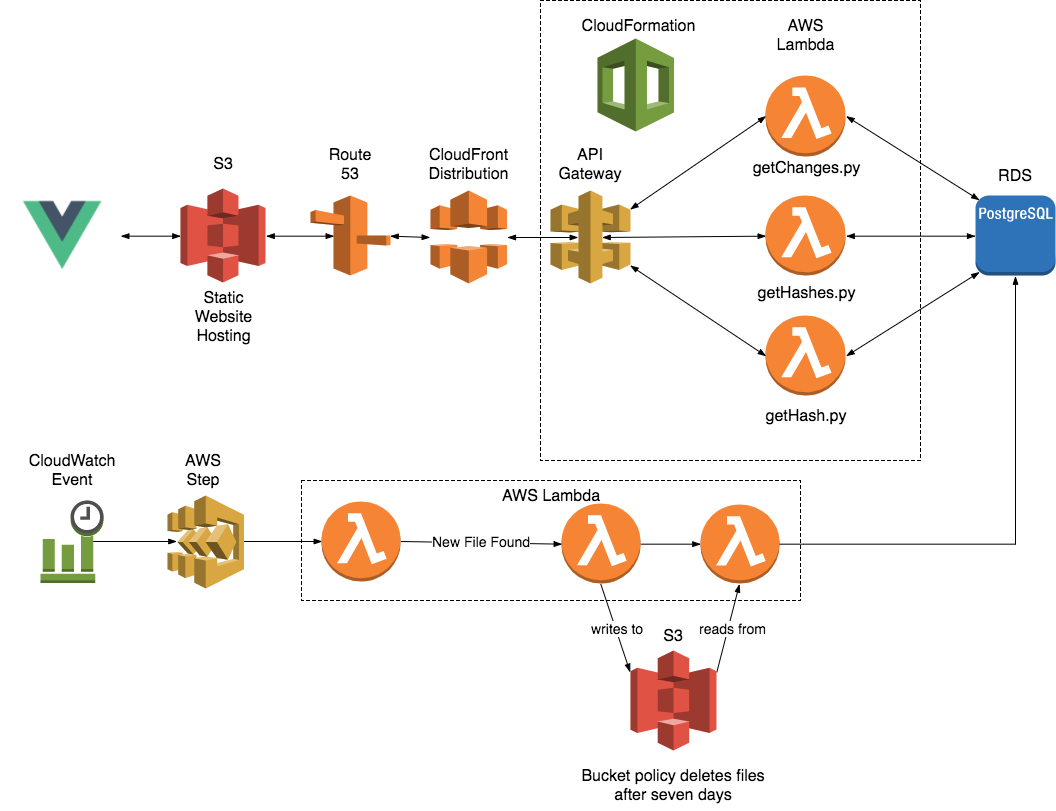 CloudFormation
AWS
Lambda
getChanges.py
S3
Route
53
CloudFront
Distribution
API
Gateway
RDS
PostgreSQL
Static
Website
Hosting
getHashes.py
getHash.py
CloudWatch
Event
AWS
Step
AWS Lambda
New File Found
writes to
S3
reads from
Bucket policy deletes files
after seven days